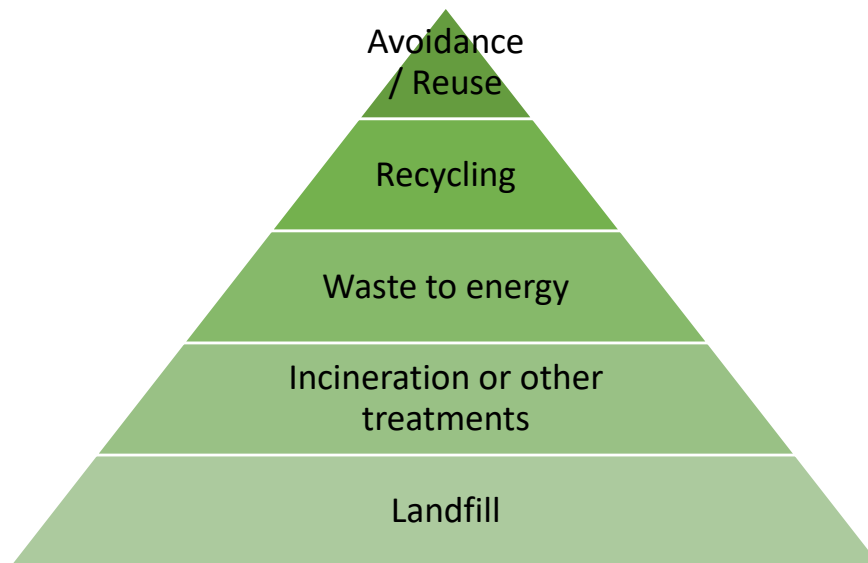 Avoidance
/ Reuse
Recycling
Waste to energy
Incineration or other
treatments
Landfill